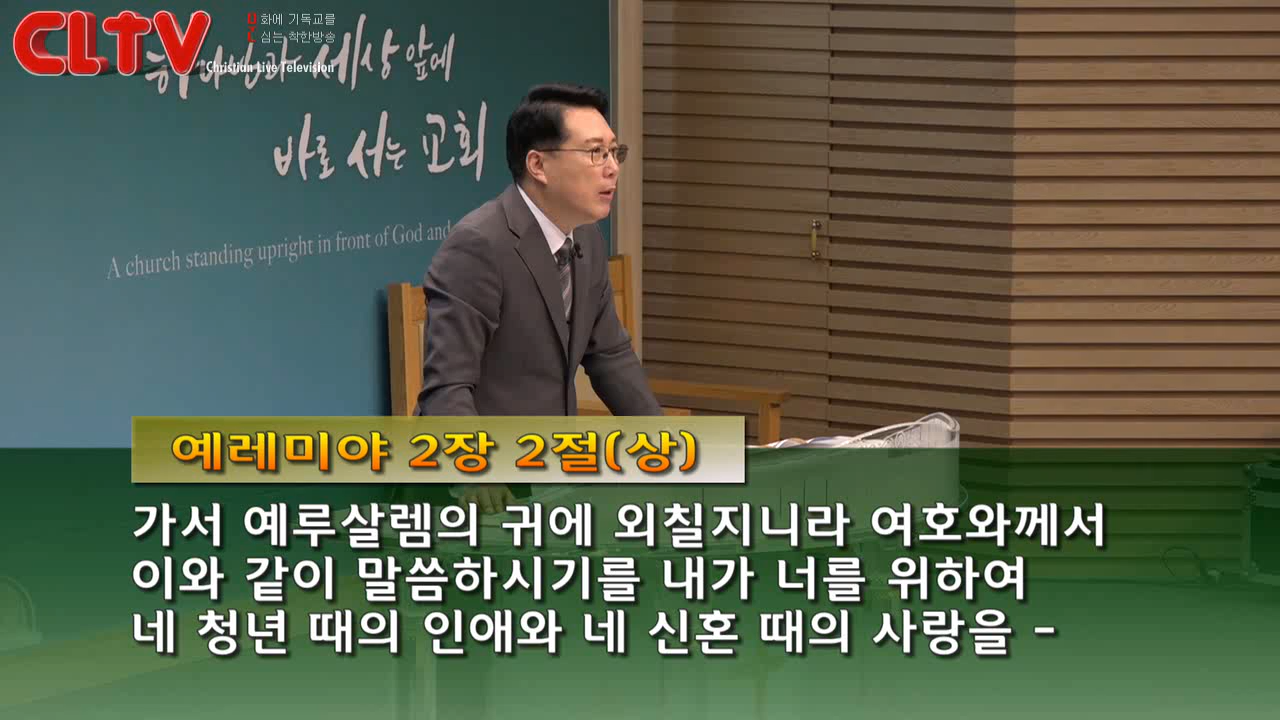 CLTV
화에 기독교를
심는 착한방송
Christian Live Television
세상 앞에
바로 서는 교회
A church standing upright in front of God and
예레미야 2장 2절(상)
가서 예루살렘의 귀에 외칠지니라 여호와께서
이와 같이 말씀하시기를 내가 너를 위하여
네 청년 때의 인애와 네 신혼 때의 사랑을 -